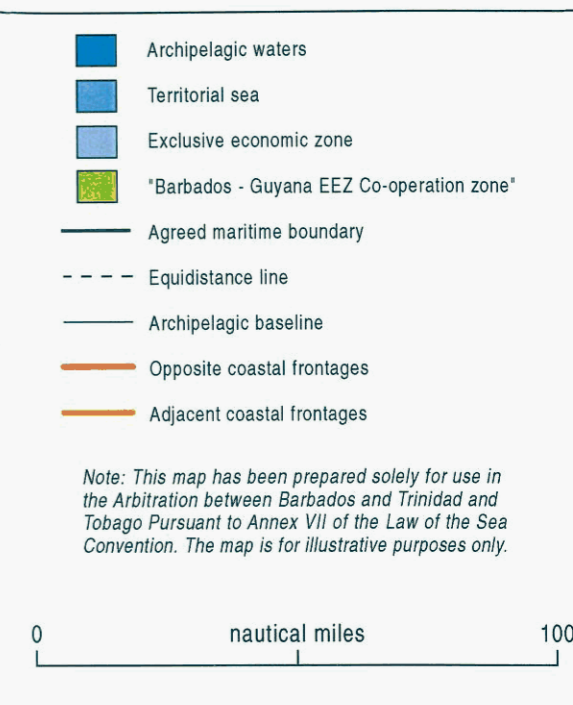 Archipelagic waters
Territorial sea
Exclusive economic zone
"Barbados - Guyana EEZ Co-operation zone"
Agreed maritime boundary
Equidistance line
Archipelagic baseline
Opposite coastal frontages
Adjacent coastal frontages
Note: This map has been prepared solely for use in
the Arbitration between Barbados and Trinidad and
Tobago Pursuant to Annex VII of the Law of the Sea
Convention. The map is for illustrative purposes only.
0 nautical miles 100